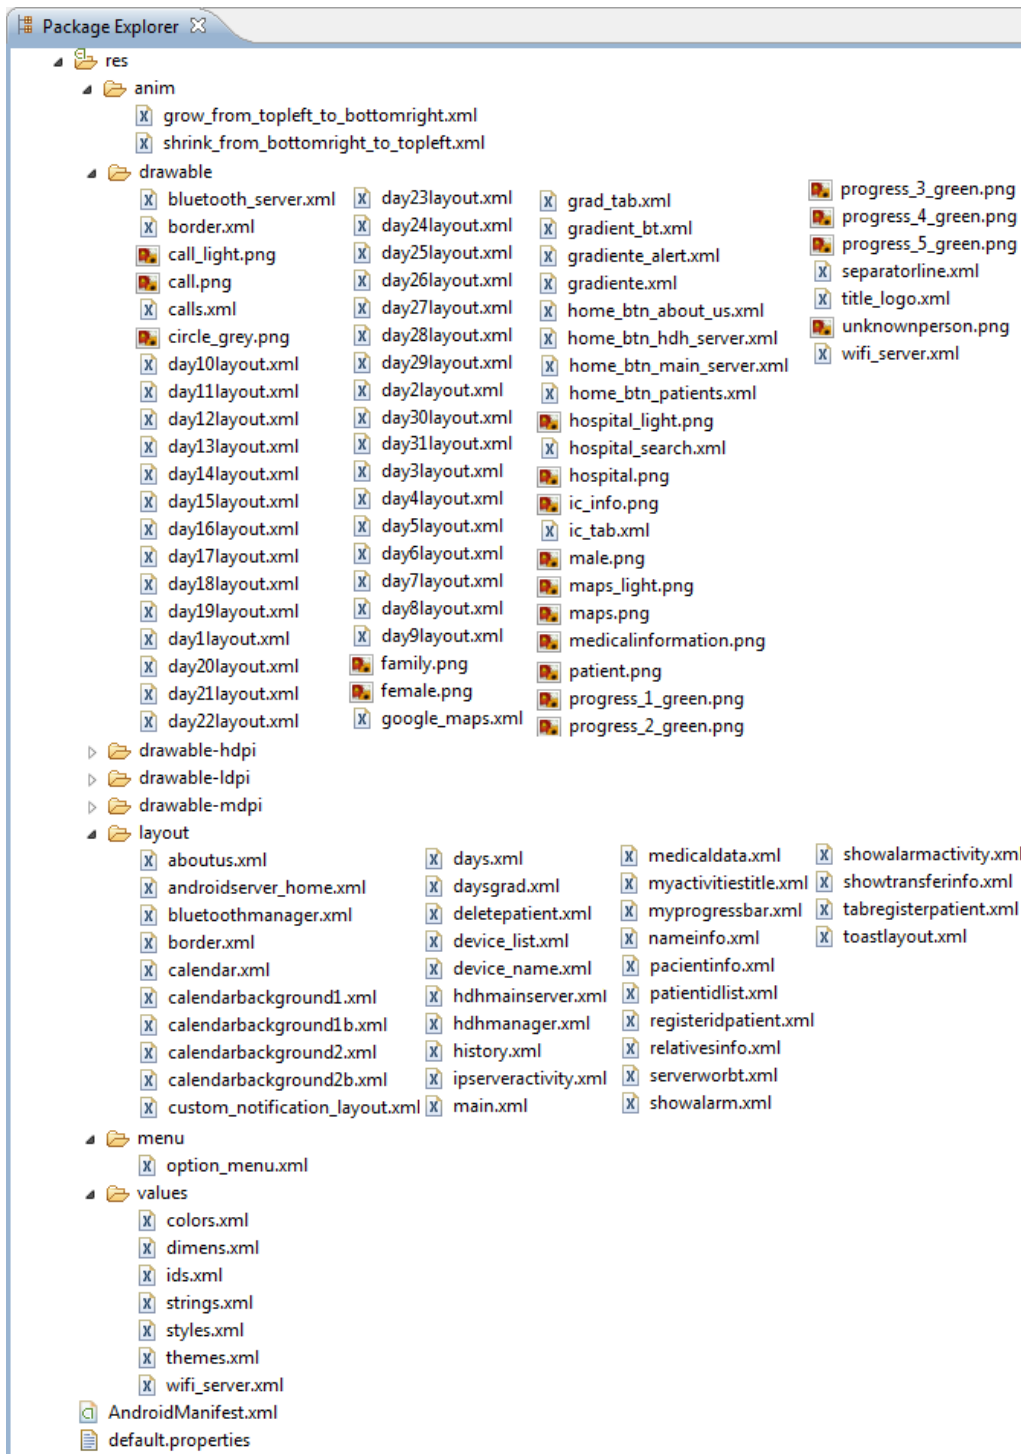 Package Explorer
res
anim
grow_from_topleft_to_bottomright.xml
shrink_from_bottomright_to_topleft.xml
drawable
bluetooth_server.xml
border.xml
call_light.png
call.png
calls.xml
circle_grey.png
day10layout.xml
day11layout.xml
day12layout.xml
day13layout.xml
day14layout.xml
day15layout.xml
day16layout.xml
day17layout.xml
day18layout.xml
day19layout.xml
day1layout.xml
day20layout.xml
day21layout.xml
day22layout.xml
day23layout.xml
day24layout.xml
day25layout.xml
day26layout.xml
day27layout.xml
day28layout.xml
day29layout.xml
day2layout.xml
day30layout.xml
day31layout.xml
day3layout.xml
day4layout.xml
day5layout.xml
day6layout.xml
day7layout.xml
day8layout.xml
day9layout.xml
family.png
female.png
google_maps.xml
grad_tab.xml
gradient_bt.xml
gradiente_alert.xml
gradiente.xml
home_btn_about_us.xml
home_btn_hdh_server.xml
home_btn_main_server.xml
home_btn_patients.xml
hospital_light.png
hospital_search.xml
hospital.png
ic_info.png
ic_tab.xml
male.png
maps_light.png
maps.png
medicalinformation.png
patient.png
progress_1_green.png
progress_2_green.png
progress_3_green.png
progress_4_green.png
progress_5_green.png
separatorline.xml
title_logo.xml
unknownperson.png
wifi_server.xml
drawable-hdpi
drawable-ldpi
drawable-mdpi
layout
aboutus.xml
androidserver_home.xml
bluetoothmanager.xml
border.xml
calendar.xml
calendarbackground1.xml
calendarbackground1b.xml
calendarbackground2.xml
calendarbackground2b.xml
custom_notification_layout.xml
days.xml
daysgrad.xml
deletepatient.xml
device_list.xml
device_name.xml
hdhmainserver.xml
hdhmanager.xml
history.xml
ipserveractivity.xml
main.xml
medicaldata.xml
myactivitiestitle.xml
myprogressbar.xml
nameinfo.xml
pacientinfo.xml
patientidlist.xml
registeridpatient.xml
relativesinfo.xml
serverworbt.xml
showalarm.xml
showalarmactivity.xml
showtransferinfo.xml
tabregisterpatient.xml
toastlayout.xml
menu
option_menu.xml
values
colors.xml
dimens.xml
ids.xml
strings.xml
styles.xml
themes.xml
wifi_server.xml
AndroidManifest.xml
default.properties